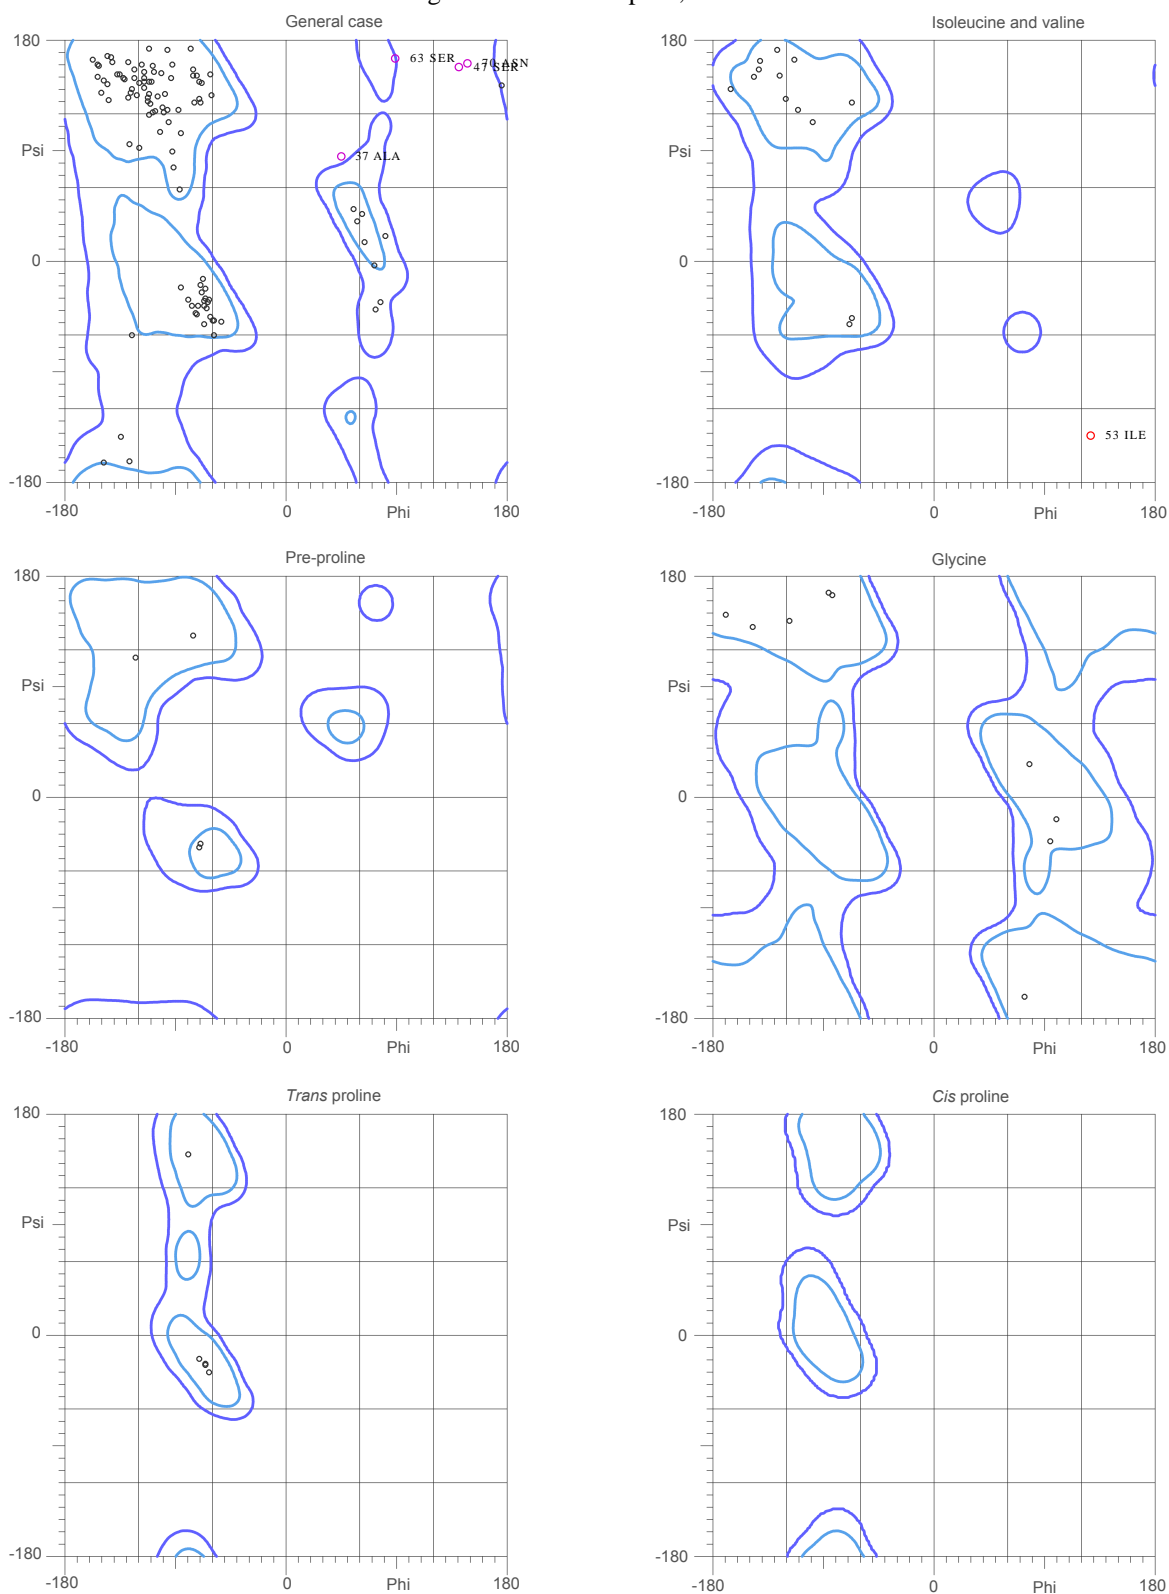 General case
Isoleucine and valine
180
63 SER
70 ASN
47 SER
37 ALA
Psi
0
-180
-180
0
Phi
180
180
Psi
0
53 ILE
-180
-180
0
Phi
180
Pre-proline
Glycine
180
Psi
0
-180
-180
0
Phi
180
180
Psi
0
-180
-180
0
Phi
180
Trans proline
Cis proline
180
Psi
0
-180
-180
0
Phi
180
180
Psi
0
-180
-180
0
Phi
180